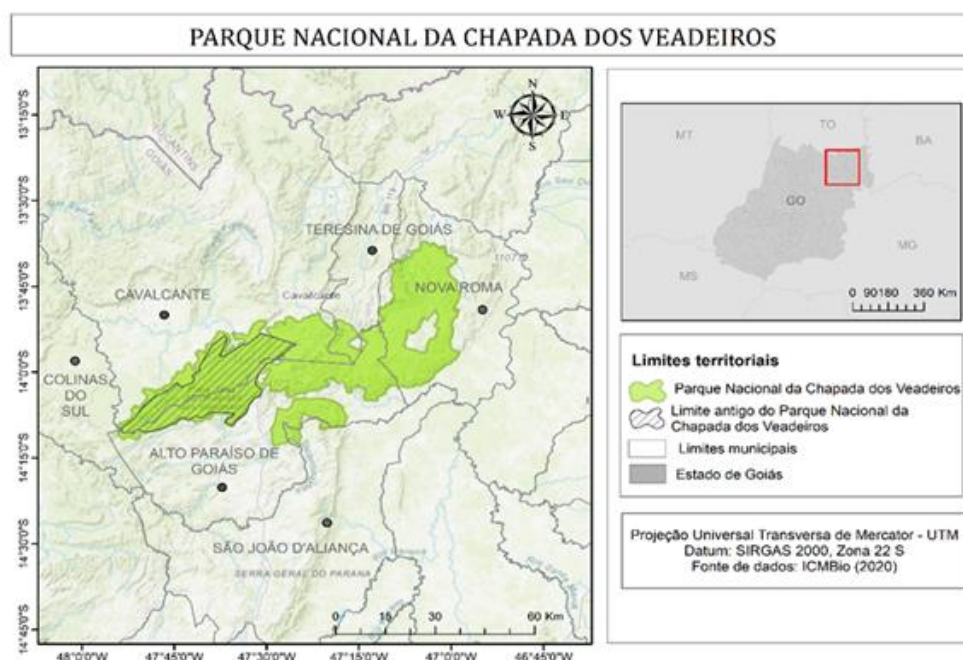 PARQUE NACIONAL DA CHAPADA DOS VEADEIROS
N
W
E
S
13°15'0"S
13°30'0"S
13°45'0"S
14°0'0"S
14°15'0"S
14°30'0"S
14°45'0"S
TOCANTINS
GOIÁS
TERESINA DE GOIÁS
NOVA ROMA
CAVALCANTE
Cavalcante
COLINAS
DO
SUL
ALTO PARAÍSO DE
GOIÁS
SÃO JOÃO D'ALIANÇA
SERRA GERAL DO PARANÁ
0 15 30 60 Km
48°0'0"W 47°45'0"W 47°30'0"W 47°15'0"W 47°0'0"W 46°45'0"W
MT
TO
BA
GO
MG
MS
0 90180 360 Km
Limites territoriais
Parque Nacional da Chapada dos Veadeiros
Limite antigo do Parque Nacional da
Chapada dos Veadeiros
Limites municipais
Estado de Goiás
Projeção Universal Transversa de Mercator - UTM
Datum: SIRGAS 2000, Zona 22 S
Fonte de dados: ICMBio (2020)